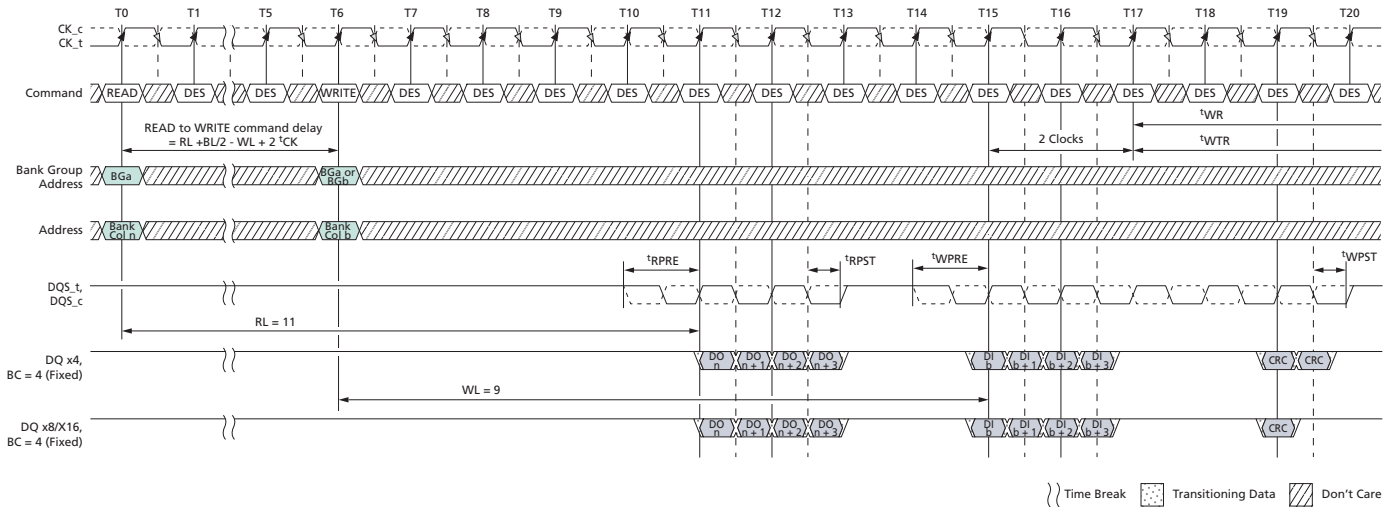 T0 T1 T5 T6 T7 T8 T9 T10 T11 T12 T13 T14 T15 T16 T17 T18 T19 T20
CK_c
CK_t
Command READ DES DES WRITE DES DES DES DES DES DES DES DES DES DES DES DES DES DES
tWR
READ to WRITE command delay
= RL +BL/2 - WL + 2 tCK
2 Clocks
tWTR
Bank Group
Address
BGa
BGa or
BGb
Address
Bank
Col n
Bank
Col b
tRPRE tRPST tWPRE tWPST
DQS_t,
DQS_c
RL = 11
DQ x4,
BC = 4 (Fixed)
DO
n
DO
n + 1
DO
n + 2
DO
n + 3
DI
b
DI
b + 1
DI
b + 2
DI
b + 3
CRC CRC
WL = 9
DQ x8/X16,
BC = 4 (Fixed)
DO
n
DO
n + 1
DO
n + 2
DO
n + 3
DI
b
DI
b + 1
DI
b + 2
DI
b + 3
CRC
Time Break Transitioning Data Don't Care